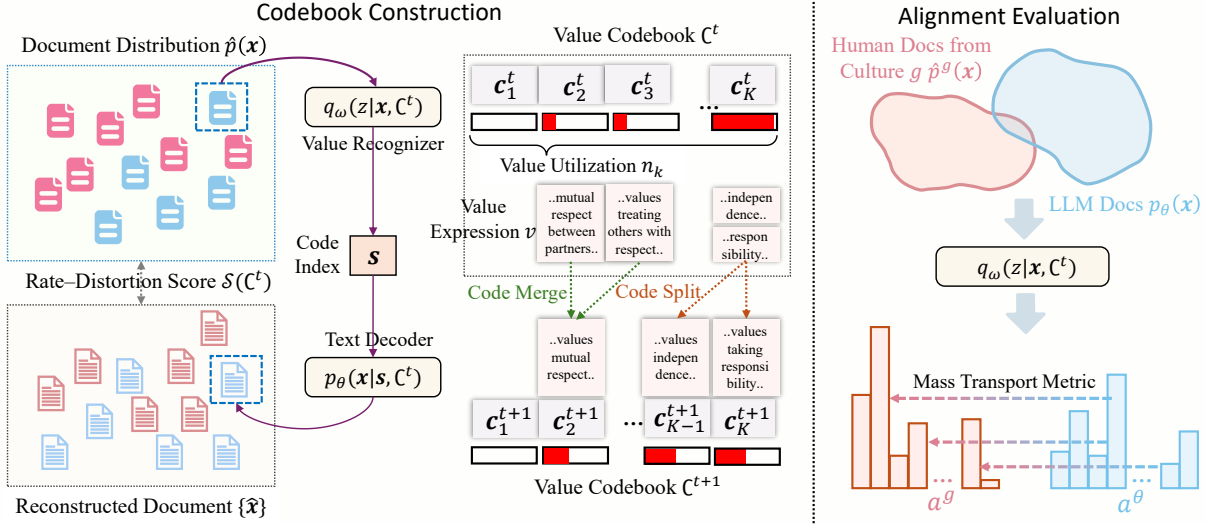 Codebook Construction
Document Distribution p̂(x)
q_ω(z|x, C^t)
Value Recognizer
Code
Index
s
Rate–Distortion Score S(C^t)
Text Decoder
p_θ(x|s, C^t)
Reconstructed Document {x̂}
Value Codebook C^t
c_1^t
c_2^t
c_3^t
...
c_K^t
Value Utilization n_k
Value
Expression v
..mutual
respect
between
partners..
..values
treating
others with
respect..
..indepen
dence..
..respon
sibility..
Code Merge
Code Split
..values
mutual
respect..
..values
indepen
dence..
..values
taking
responsi
bility..
c_1^{t+1}
c_2^{t+1}
...
c_{K-1}^{t+1}
c_K^{t+1}
Value Codebook C^{t+1}
Alignment Evaluation
Human Docs from
Culture g p̂^g(x)
LLM Docs p_θ(x)
q_ω(z|x, C^t)
Mass Transport Metric
...
a^g
...
a^θ